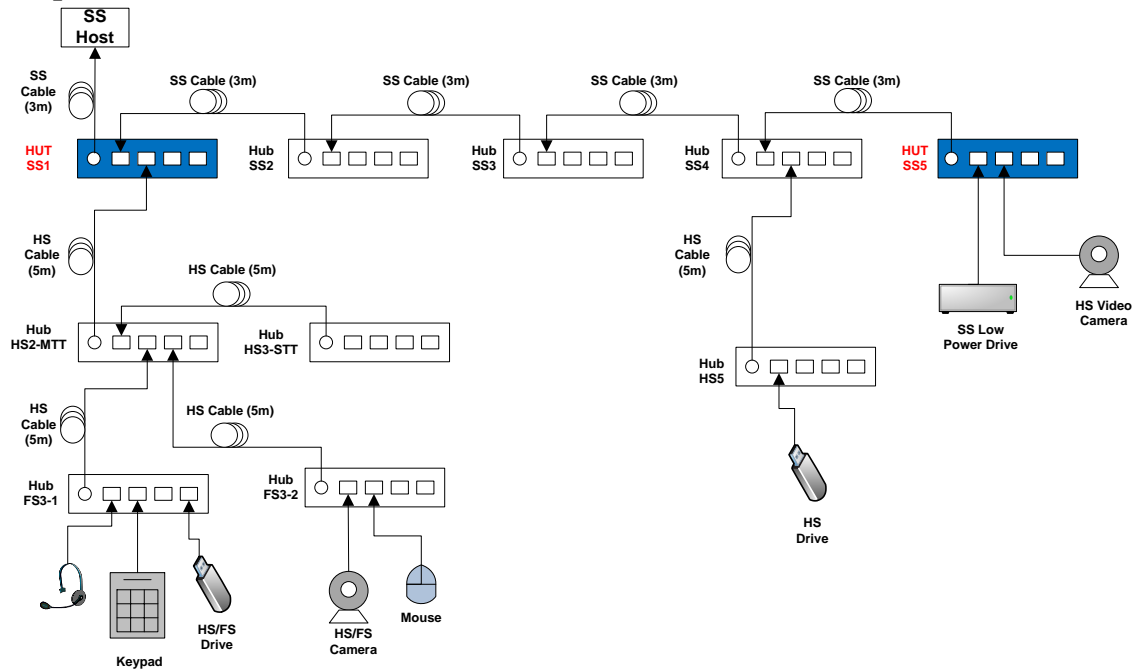 SS
Host
SS
Cable
(3m)
SS Cable (3m)
SS Cable (3m)
SS Cable (3m)
SS Cable (3m)
HUT
SS1
Hub
SS2
Hub
SS3
Hub
SS4
HUT
SS5
HS
Cable
(5m)
HS Cable (5m)
HS
Cable
(5m)
SS Low
Power Drive
HS Video
Camera
Hub
HS2-MTT
Hub
HS3-STT
Hub
HS5
HS
Cable
(5m)
HS Cable (5m)
Hub
FS3-1
Hub
FS3-2
HS
Drive
Keypad
HS/FS
Drive
HS/FS
Camera
Mouse